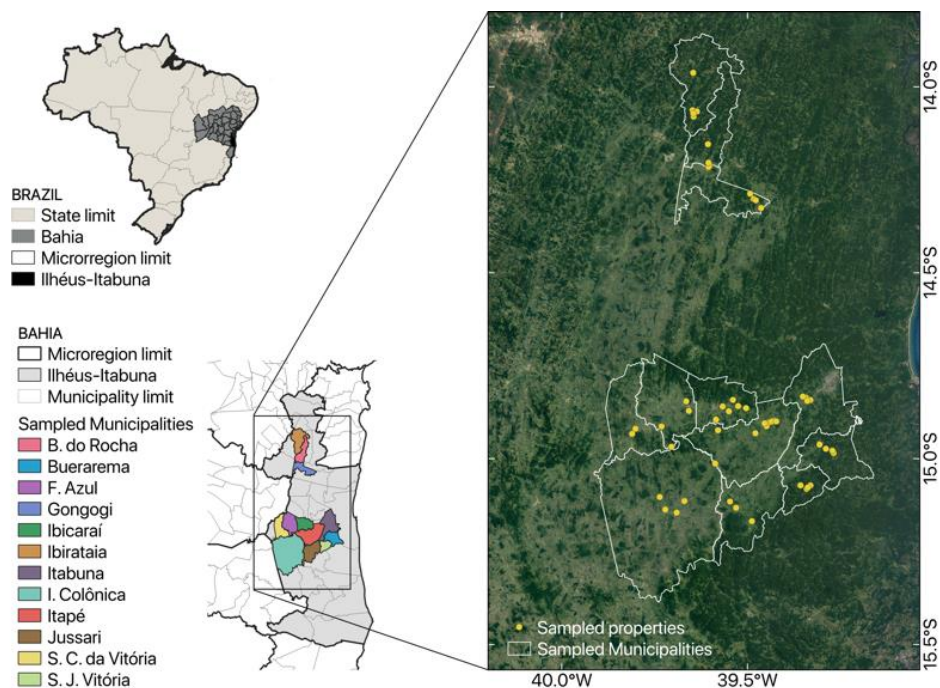 BRAZIL
State limit
Bahia
Microrregion limit
Ilhéus-Itabuna
BAHIA
Microregion limit
Ilhéus-Itabuna
Municipality limit
Sampled Municipalities
B. do Rocha
Buerarema
F. Azul
Gongogi
Ibicaraí
Ibirataia
Itabuna
I. Colônica
Itapé
Jussari
S. C. da Vitória
S. J. Vitória
Sampled properties
Sampled Municipalities
14.0°S
14.5°S
15.0°S
15.5°S
40.0°W
39.5°W